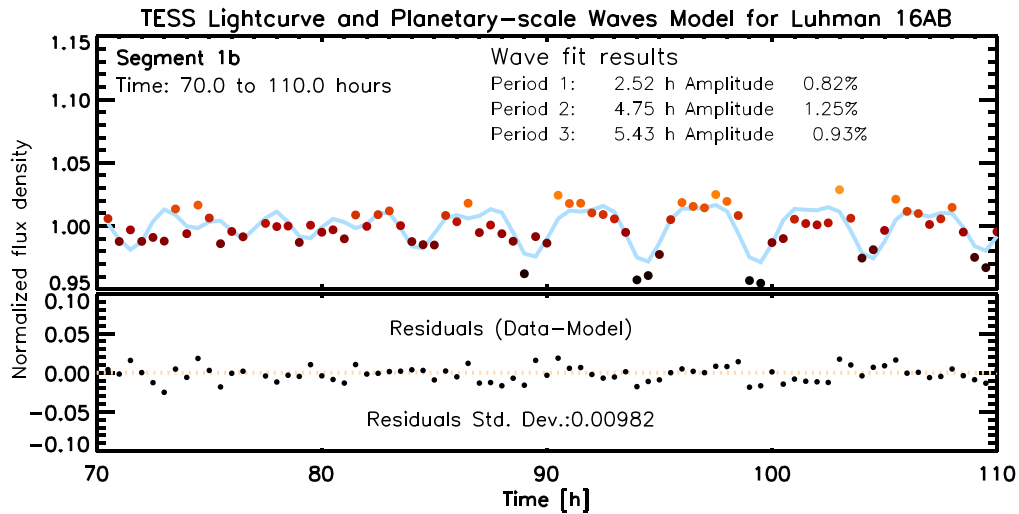 TESS Lightcurve and Planetary-scale Waves Model for Luhman 16AB
1.15
1.10
1.05
1.00
0.95
Segment 1b
Time: 70.0 to 110.0 hours
Wave fit results
Period 1: 2.52 h Amplitude 0.82%
Period 2: 4.75 h Amplitude 1.25%
Period 3: 5.43 h Amplitude 0.93%
Normalized flux density
0.10
0.05
0.00
-0.05
-0.10
Residuals (Data-Model)
Residuals Std. Dev.:0.00982
70 80 90 100 110
Time [h]